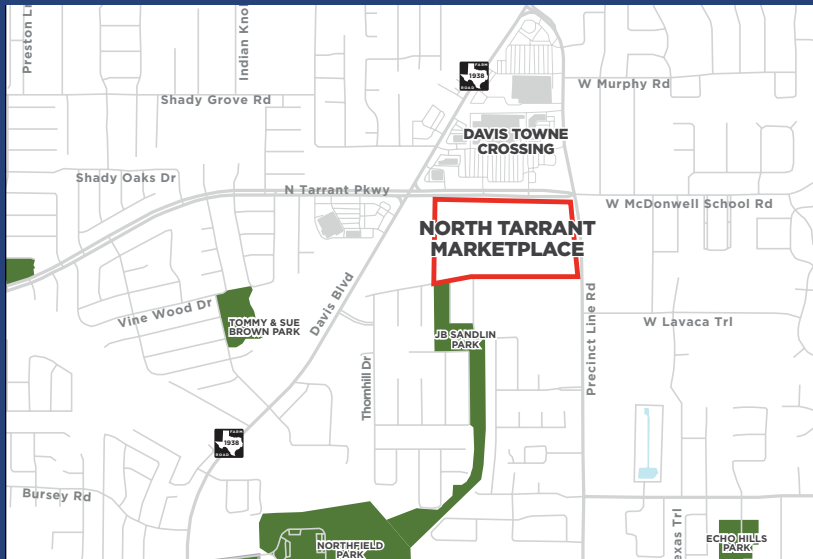 Preston L
Indian Kno
FARM
1938
ROAD
W Murphy Rd
Shady Grove Rd
DAVIS TOWNE
CROSSING
Shady Oaks Dr
N Tarrant Pkwy
W McDonwell School Rd
NORTH TARRANT
MARKETPLACE
Davis Blvd
Precinct Line Rd
Vine Wood Dr
TOMMY & SUE
BROWN PARK
W Lavaca Trl
JB SANDLIN
PARK
Thornhill Dr
FARM
1938
ROAD
Bursey Rd
exas Trl
NORTHFIELD
PARK
ECHO HILLS
PARK